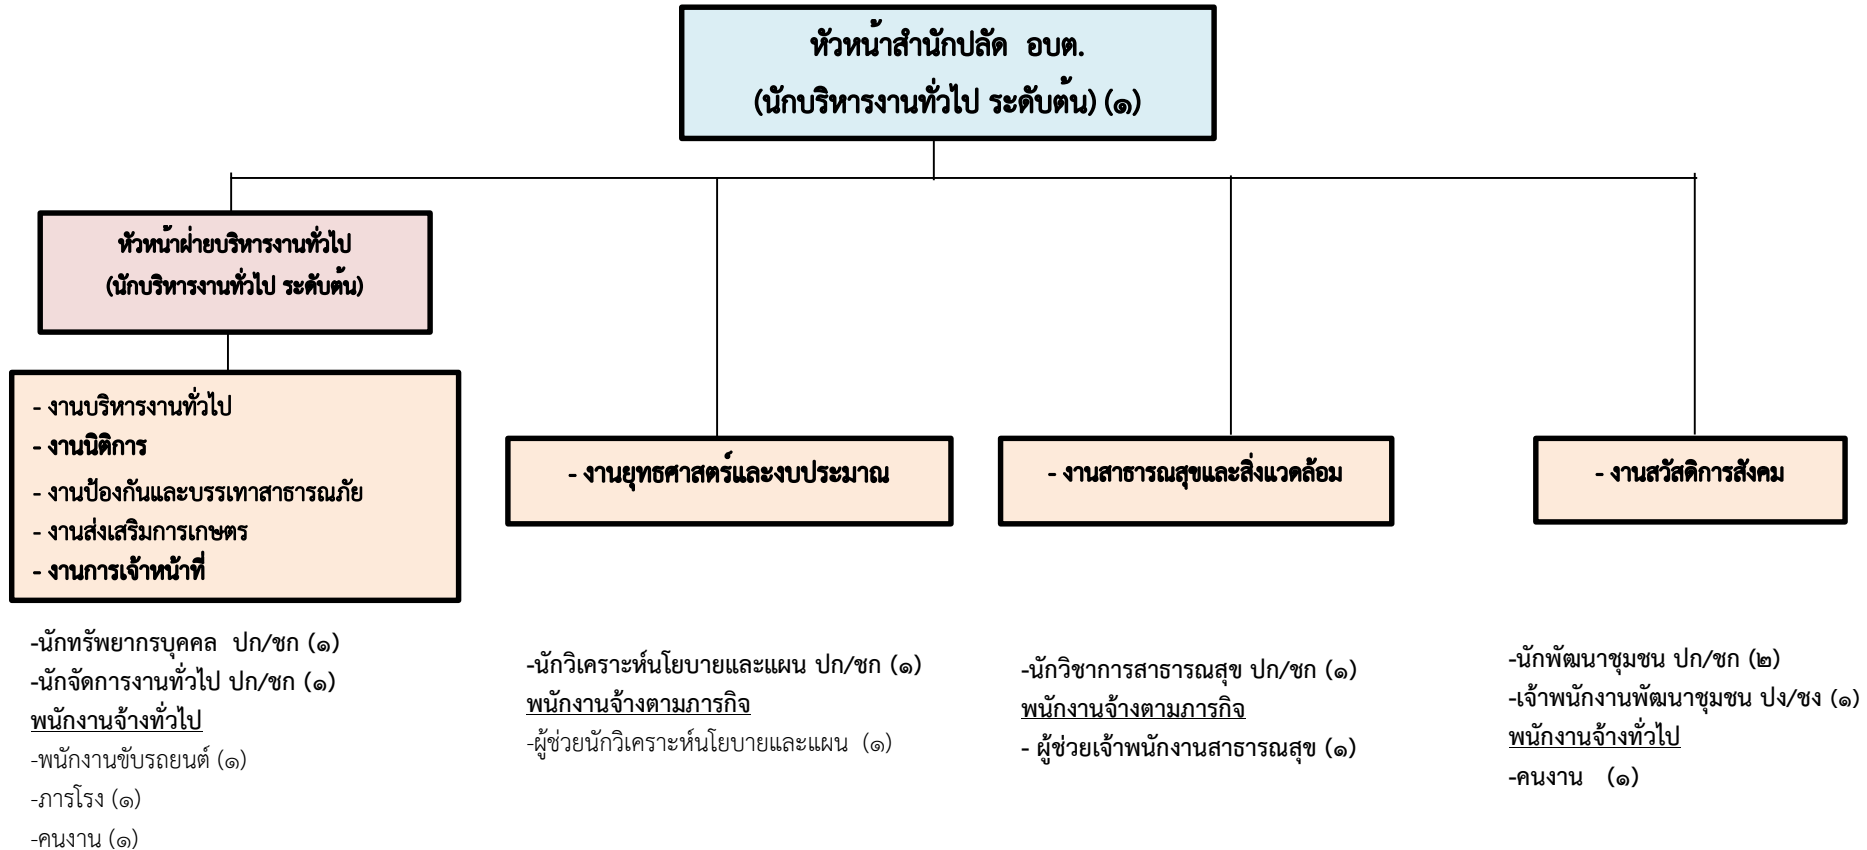 หัวหน้าสำนักปลัด อบต.
(นักบริหารงานทั่วไป ระดับต้น) (๑)
หัวหน้าฝ่ายบริหารงานทั่วไป
(นักบริหารงานทั่วไป ระดับต้น)
- งานบริหารงานทั่วไป
- งานนิติการ
- งานป้องกันและบรรเทาสาธารณภัย
- งานส่งเสริมการเกษตร
- งานการเจ้าหน้าที่
-นักทรัพยากรบุคคล ปก/ชก (๑)
-นักจัดการงานทั่วไป ปก/ชก (๑)
พนักงานจ้างทั่วไป
-พนักงานขับรถยนต์ (๑)
-ภารโรง (๑)
-คนงาน (๑)
- งานยุทธศาสตร์และงบประมาณ
-นักวิเคราะห์นโยบายและแผน ปก/ชก (๑)
พนักงานจ้างตามภารกิจ
-ผู้ช่วยนักวิเคราะห์นโยบายและแผน (๑)
- งานสาธารณสุขและสิ่งแวดล้อม
-นักวิชาการสาธารณสุข ปก/ชก (๑)
พนักงานจ้างตามภารกิจ
- ผู้ช่วยเจ้าพนักงานสาธารณสุข (๑)
- งานสวัสดิการสังคม
-นักพัฒนาชุมชน ปก/ชก (๒)
-เจ้าพนักงานพัฒนาชุมชน ปง/ชง (๑)
พนักงานจ้างทั่วไป
-คนงาน (๑)